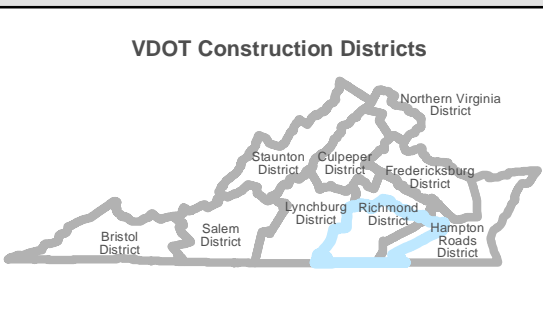 VDOT Construction Districts
Northern Virginia
District
Staunton
District
Culpeper
District
Fredericksburg
District
Lynchburg
District
Richmond
District
Hampton
Roads
District
Salem
District
Bristol
District